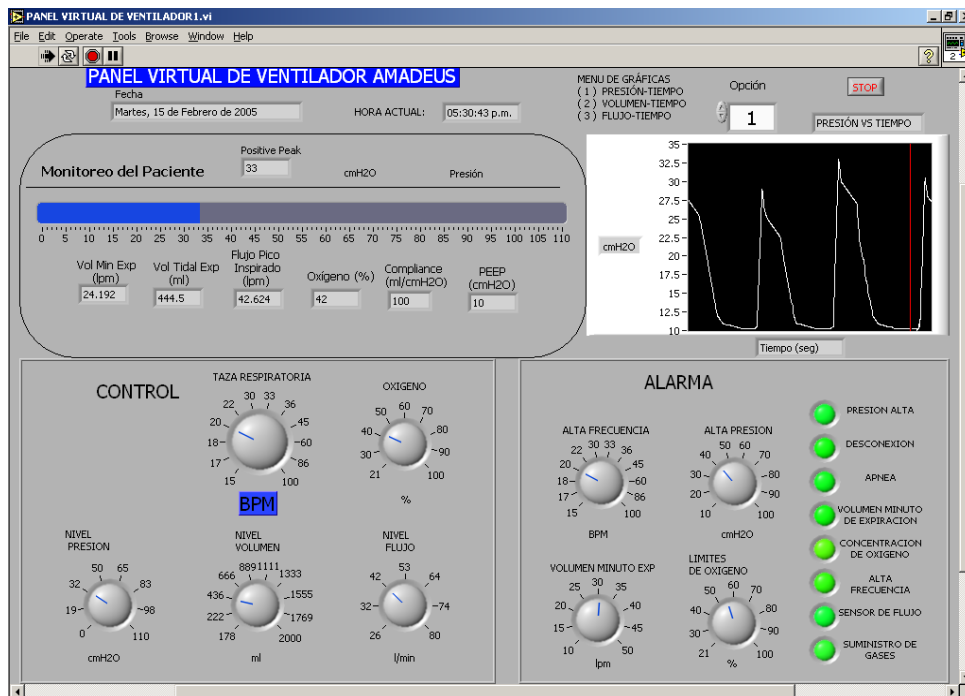 PANEL VIRTUAL DE VENTILADOR1.vi
File Edit Operate Tools Browse Window Help
2
PANEL VIRTUAL DE VENTILADOR AMADEUS
Fecha
Martes, 15 de Febrero de 2005
HORA ACTUAL: 05:30:43 p.m.
MENU DE GRÁFICAS
( 1 ) PRESIÓN-TIEMPO
( 2 ) VOLUMEN-TIEMPO
( 3 ) FLUJO-TIEMPO
Opción
1
STOP
PRESIÓN VS TIEMPO
Monitoreo del Paciente
Positive Peak
33
cmH2O
Presión
0 5 10 15 20 25 30 35 40 45 50 55 60 65 70 75 80 85 90 95 100 105 110
Vol Min Exp
(lpm)
24.192
Vol Tidal Exp
(ml)
444.5
Flujo Pico
Inspirado
(lpm)
42.624
Oxígeno (%)
42
Compliance
(ml/cmH2O)
100
PEEP
(cmH2O)
10
cmH2O
35
32.5
30
27.5
25
22.5
20
17.5
15
12.5
10
Tiempo (seg)
CONTROL
TAZA RESPIRATORIA
15 17 18 20 22 30 33 36 45 60 86 100
BPM
OXIGENO
21 30 40 50 60 70 80 90 100
%
NIVEL
PRESION
0 19 32 50 65 83 98 110
cmH2O
NIVEL
VOLUMEN
178 222 436 666 889 1111 1333 1555 1769 2000
ml
NIVEL
FLUJO
26 32 42 53 64 74 80
l/min
ALARMA
ALTA FRECUENCIA
15 17 18 20 22 30 33 36 45 60 86 100
BPM
ALTA PRESION
10 20 30 40 50 60 70 80 90 100
cmH2O
VOLUMEN MINUTO EXP
10 15 20 25 30 35 40 45 50
lpm
LIMITES
DE OXIGENO
21 30 40 50 60 70 80 90 100
%
PRESION ALTA
DESCONEXION
APNEA
VOLUMEN MINUTO
DE EXPIRACION
CONCENTRACION
DE OXIGENO
ALTA
FRECUENCIA
SENSOR DE FLUJO
SUMINISTRO DE
GASES